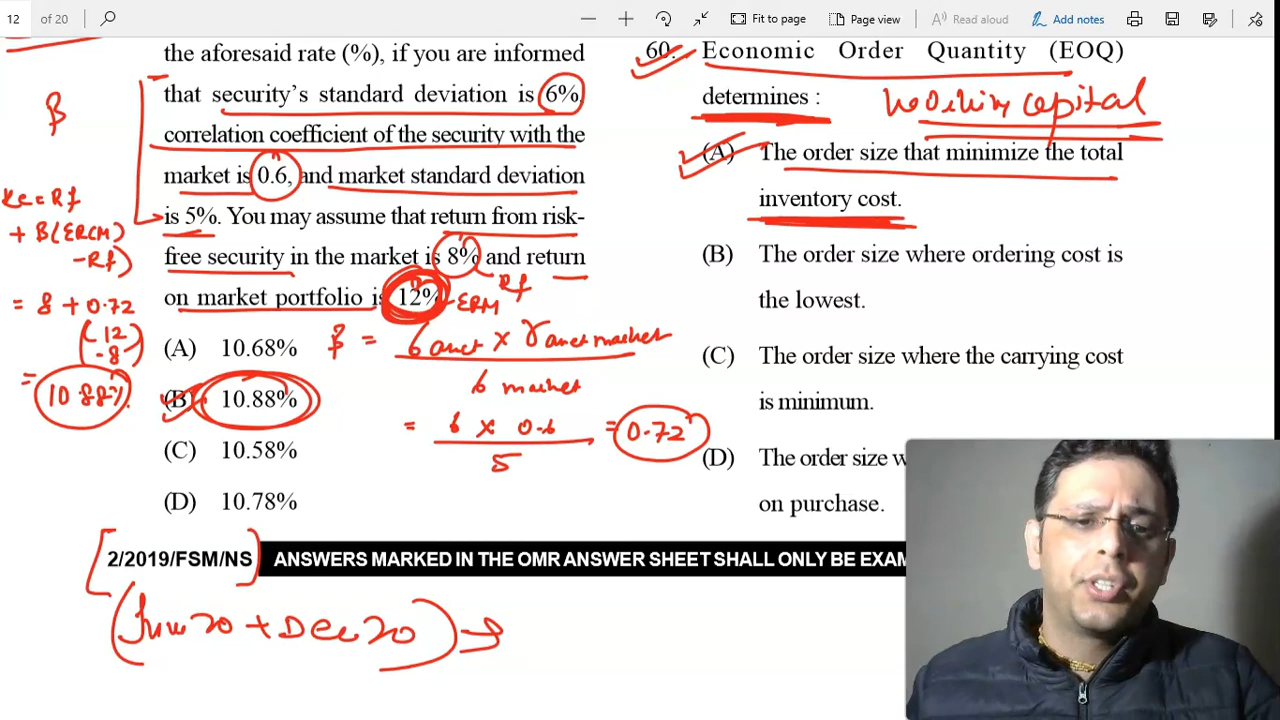 12 of 20 Fit to page Page view Read aloud Add notes
the aforesaid rate (%), if you are informed
that security's standard deviation is 6%,
correlation coefficient of the security with the
market is 0.6, and market standard deviation
is 5%. You may assume that return from risk-
free security in the market is 8% and return
on market portfolio is 12%
Rf
ERM
(A) 10.68%
(B) 10.88%
(C) 10.58%
(D) 10.78%
β
Ke = Rf
+ B(ERM)
-Rf)
= 8 + 0.72
(12
-8)
= 10.88%
β = 6 asset x r asset market
6 market
= 6 x 0.6 = 0.72
5
60. Economic Order Quantity (EOQ)
determines :
working capital
(A) The order size that minimize the total
inventory cost.
(B) The order size where ordering cost is
the lowest.
(C) The order size where the carrying cost
is minimum.
(D) The order size
on purchase.
2/2019/FSM/NS ANSWERS MARKED IN THE OMR ANSWER SHEET SHALL ONLY BE EXAM
(Jun 20 + Dec 20)